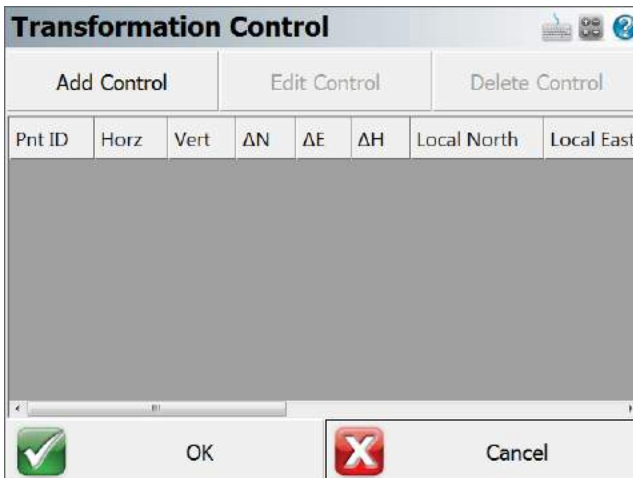 Transformation Control
Add Control Edit Control Delete Control
Pnt ID Horz Vert ΔN ΔE ΔH Local North Local East
OK Cancel